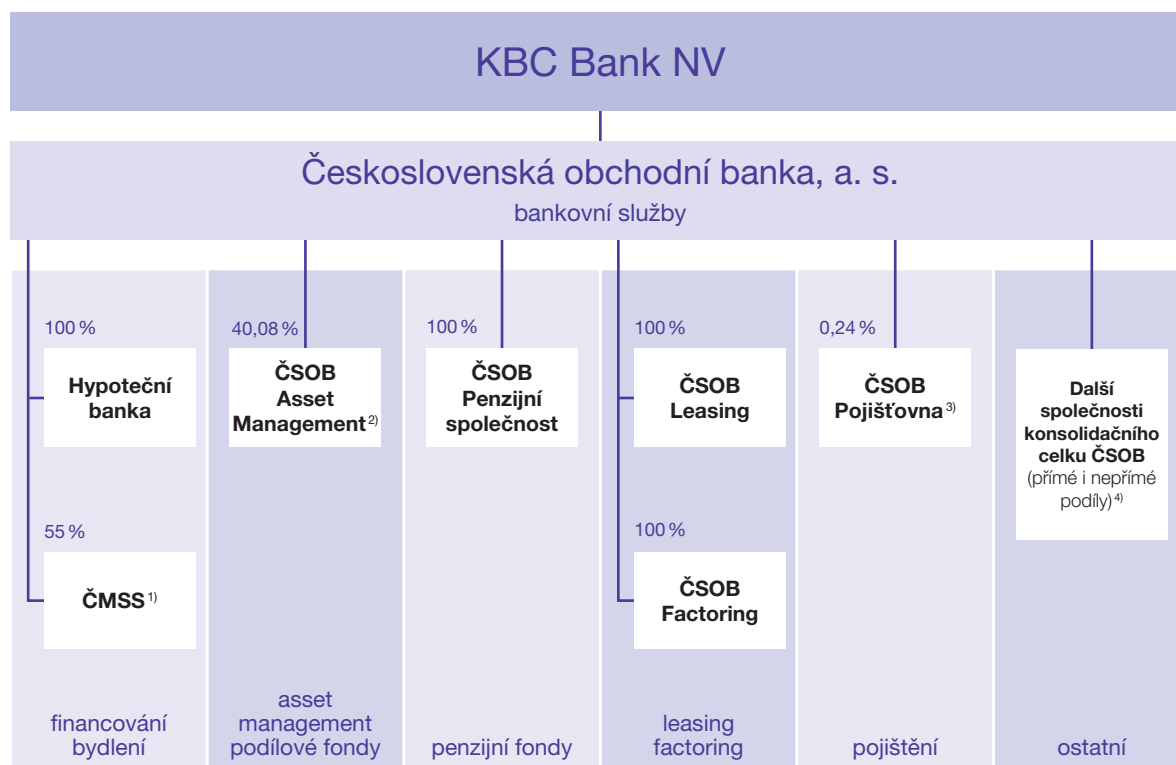 KBC Bank NV
Československá obchodní banka, a. s.
bankovní služby
100 %
Hypoteční
banka
55 %
ČMSS 1)
financování
bydlení
40,08 %
ČSOB
Asset
Management 2)
asset
management
podílové fondy
100 %
ČSOB
Penzijní
společnost
penzijní fondy
100 %
ČSOB
Leasing
100 %
ČSOB
Factoring
leasing
factoring
0,24 %
ČSOB
Pojišťovna 3)
pojištění
Další
společnosti
konsolidačního
celku ČSOB
(přímé i nepřímé
podíly) 4)
ostatní